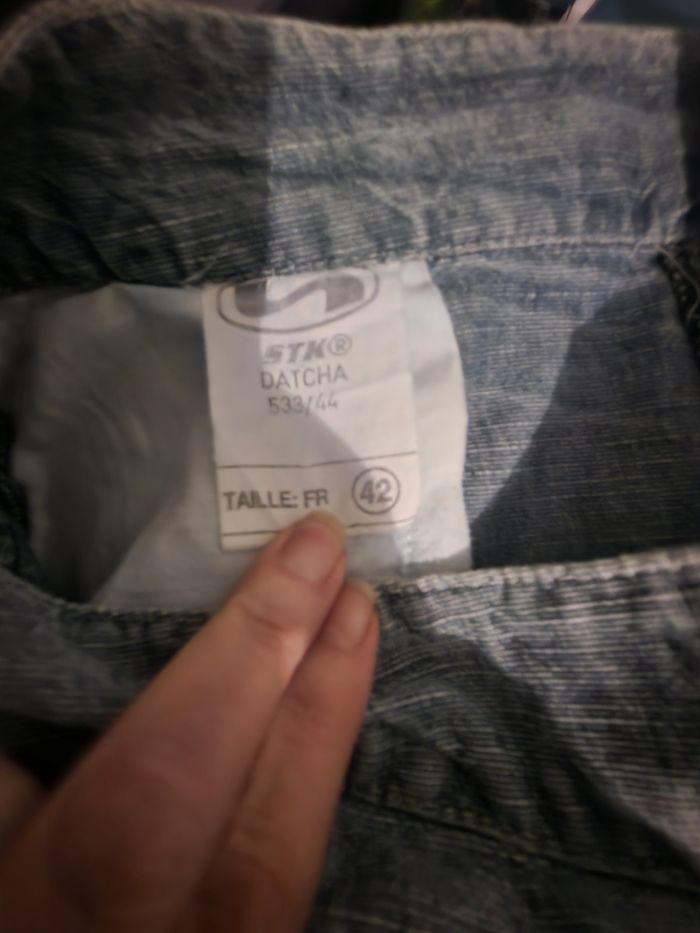 STK®
DATCHA
533/44
TAILLE: FR 42